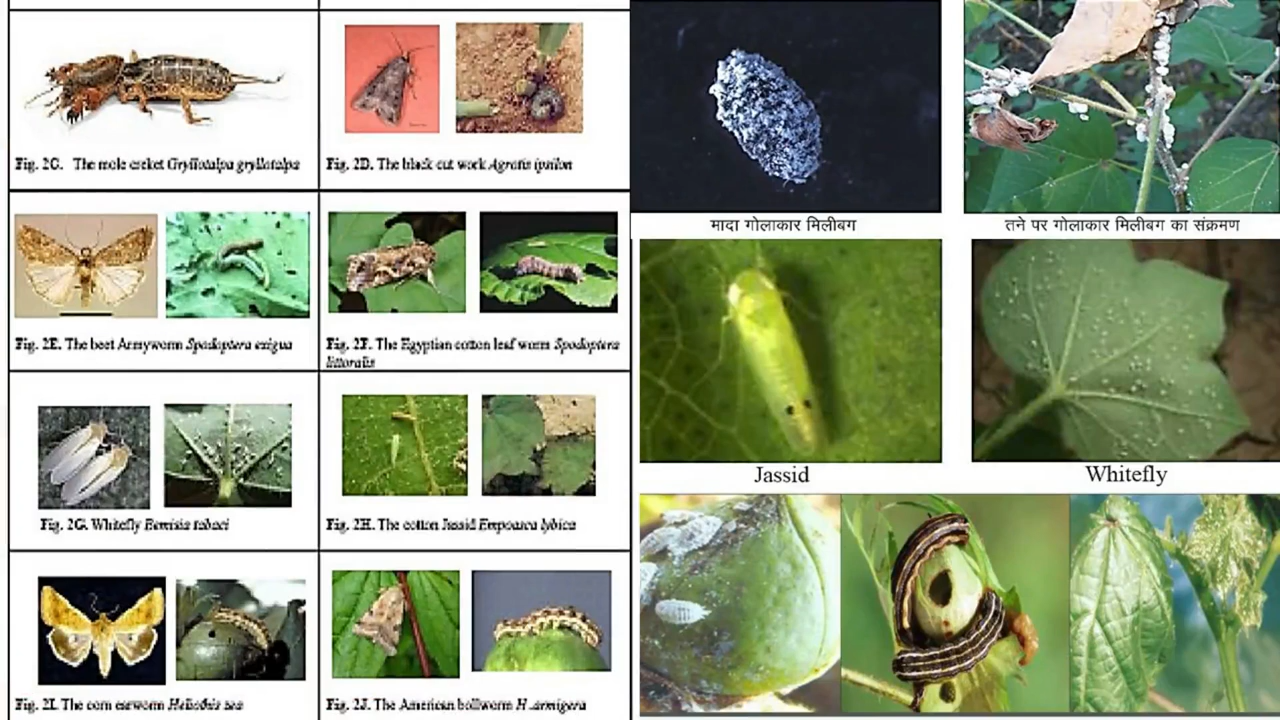 Fig. 2C. The mole cricket Gryllotalpa gryllotalpa
Fig. 2D. The black cut work Agrotis ipsilon
Fig. 2E. The beet Armyworm Spodoptera exigua
Fig. 2F. The Egyptian cotton leaf worm Spodoptera
littoralis
Fig. 2G. Whitefly Bemisia tabaci
Fig. 2H. The cotton Jassid Empoasca lybica
Fig. 2I. The corn earworm Heliothis zea
Fig. 2J. The American bollworm H .armigera
मादा गोलाकार मिलीबग
तने पर गोलाकार मिलीबग का संक्रमण
Jassid
Whitefly